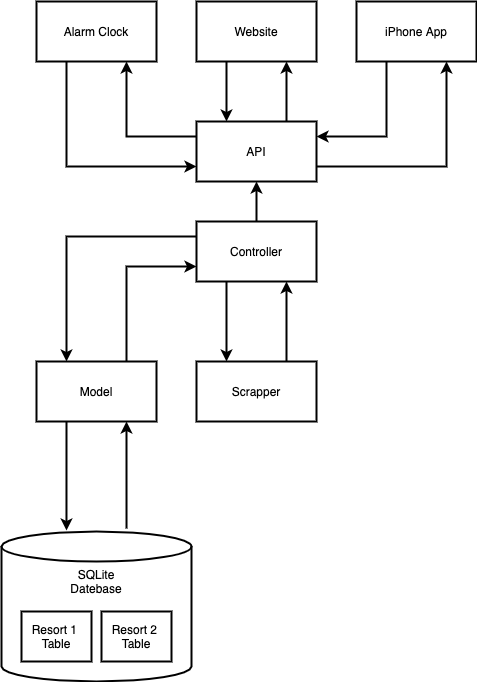 Alarm Clock
Website
iPhone App
API
Controller
Model
Scrapper
SQLite
Datebase
Resort 1
Table
Resort 2
Table